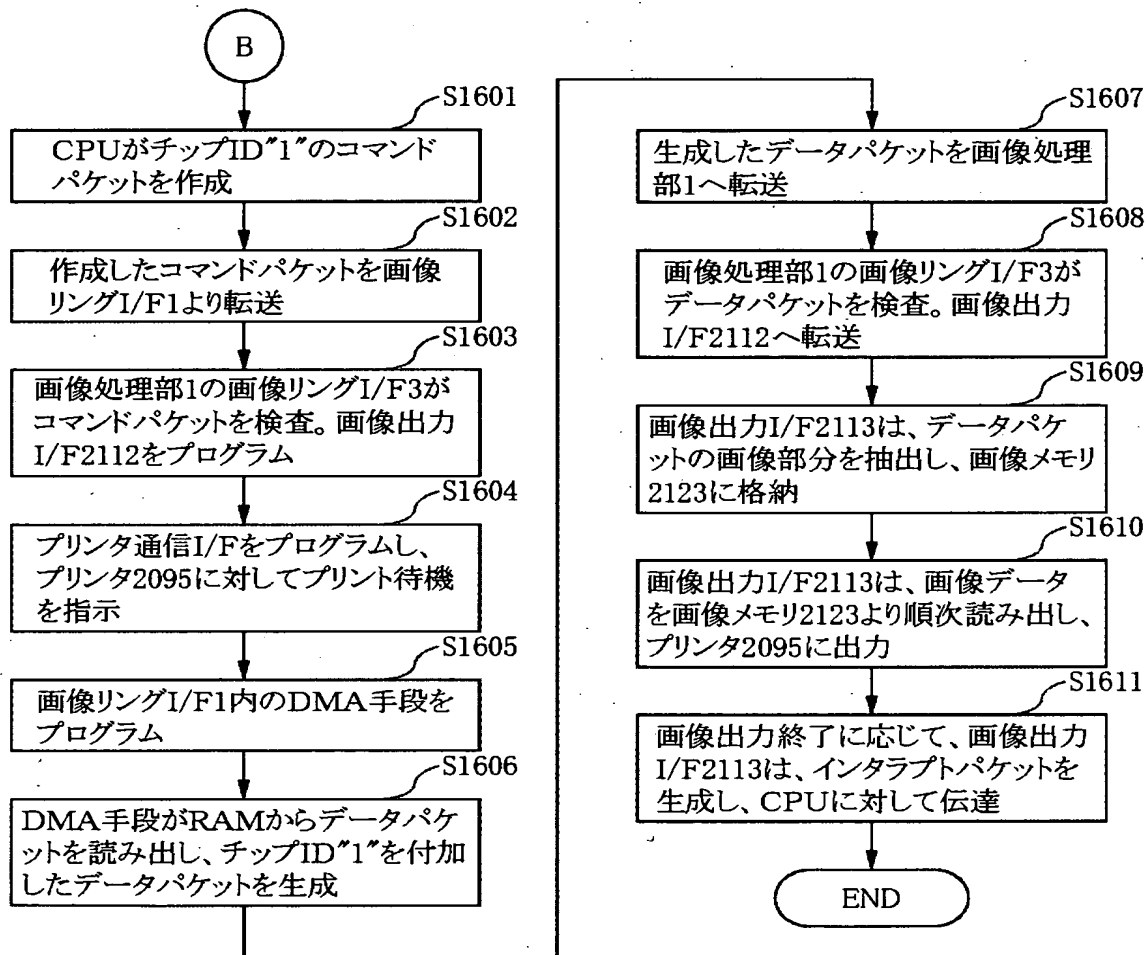 B
S1601
CPUがチップID"1"のコマンド
パケットを作成
S1602
作成したコマンドパケットを画像
リングI/F1より転送
S1603
画像処理部1の画像リングI/F3が
コマンドパケットを検査。画像出力
I/F2112をプログラム
S1604
プリンタ通信I/Fをプログラムし、
プリンタ2095に対してプリント待機
を指示
S1605
画像リングI/F1内のDMA手段を
プログラム
S1606
DMA手段がRAMからデータパケ
ットを読み出し、チップID"1"を付加
したデータパケットを生成
S1607
生成したデータパケットを画像処理
部1へ転送
S1608
画像処理部1の画像リングI/F3が
データパケットを検査。画像出力
I/F2112へ転送
S1609
画像出力I/F2113は、データパケ
ットの画像部分を抽出し、画像メモリ
2123に格納
S1610
画像出力I/F2113は、画像データ
を画像メモリ2123より順次読み出し、
プリンタ2095に出力
S1611
画像出力終了に応じて、画像出力
I/F2113は、インタラプトパケットを
生成し、CPUに対して伝達
END